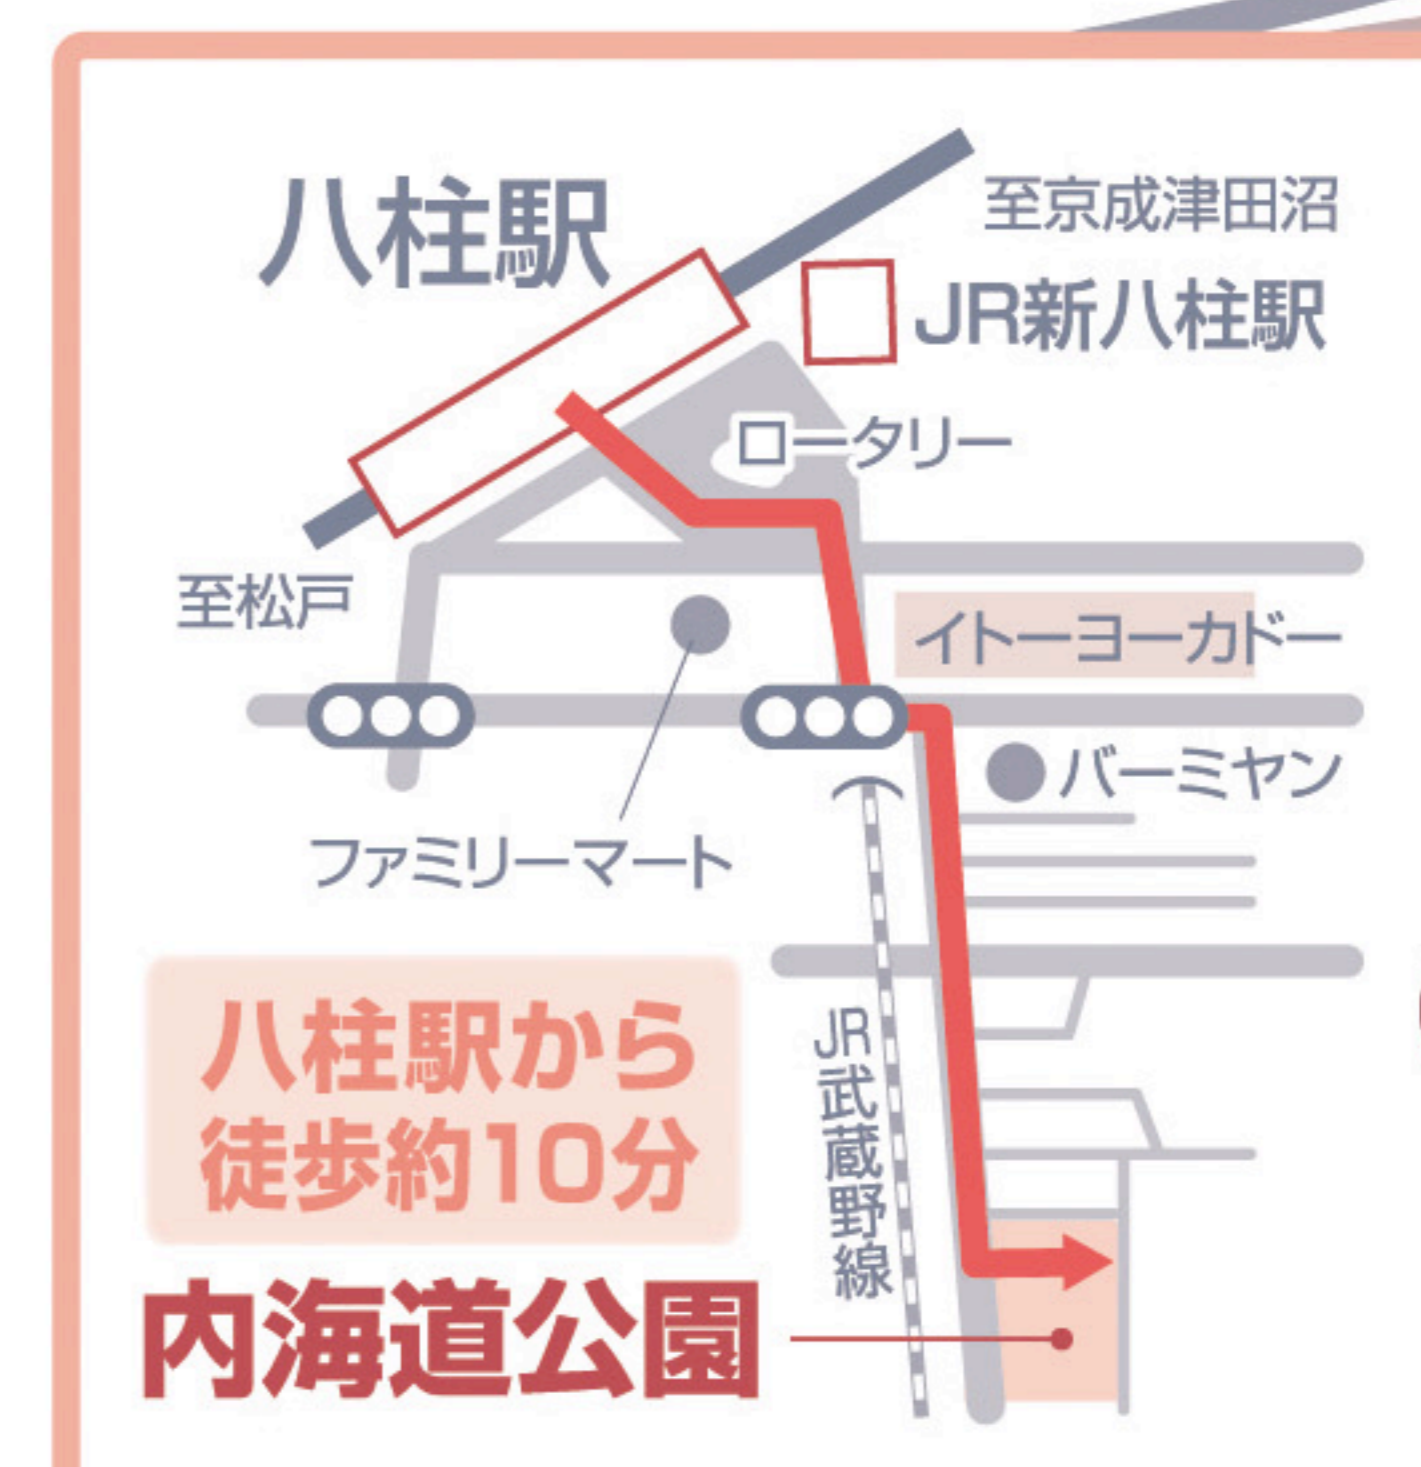 八柱駅
至京成津田沼
JR新八柱駅
ロータリー
至松戸
イトーヨーカドー
バーミヤン
ファミリーマート
八柱駅から
徒歩約10分
JR武蔵野線
内海道公園